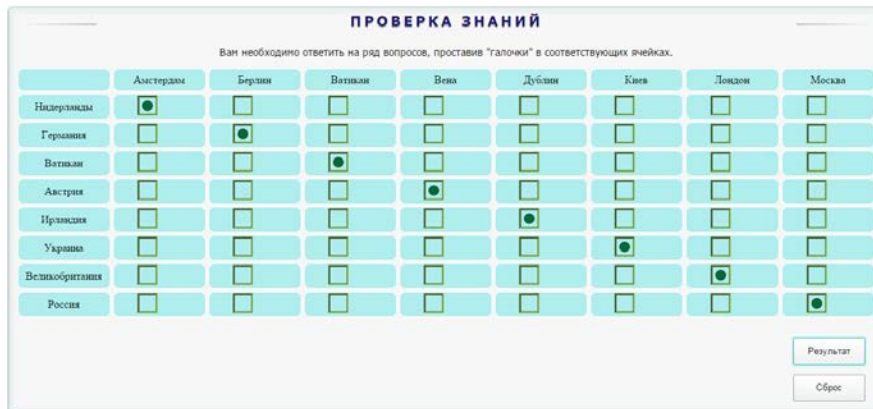 ПРОВЕРКА ЗНАНИЙ
Вам необходимо ответить на ряд вопросов, проставив "галочки" в соответствующих ячейках.
Амстердам Берлин Ватикан Вена Дублин Киев Лондон Москва
Нидерланды
Германия
Ватикан
Австрия
Ирландия
Украина
Великобритания
Россия
Результат
Сброс